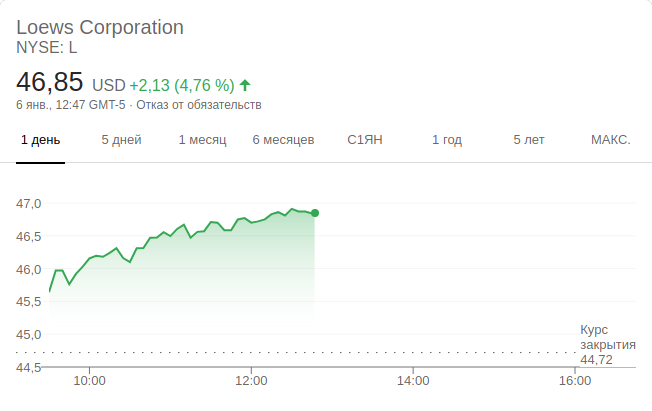 Loews Corporation
NYSE: L
46,85 USD +2,13 (4,76 %)
6 янв., 12:47 GMT-5 · Отказ от обязательств
1 день 5 дней 1 месяц 6 месяцев С1ЯН 1 год 5 лет МАКС.
47,0
46,5
46,0
45,5
45,0
44,5
Курс
закрытия
44,72
10:00 12:00 14:00 16:00